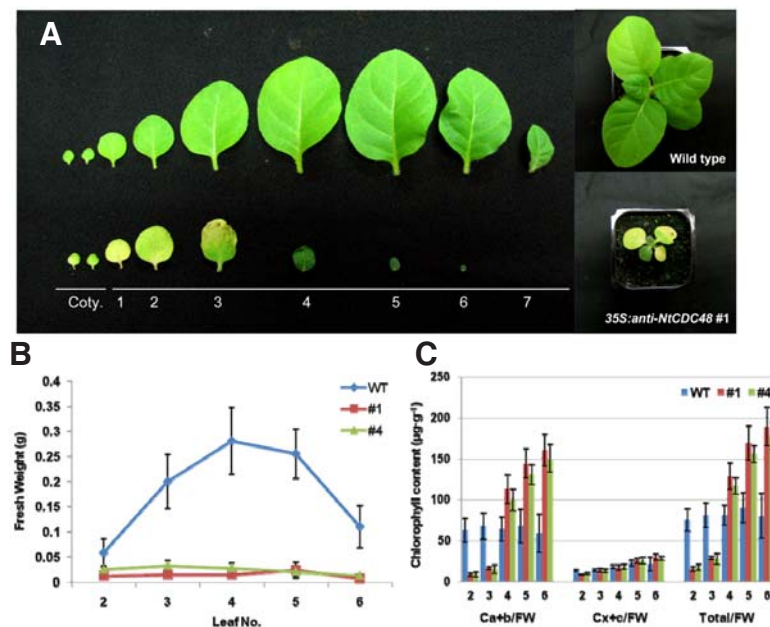 A
Wild type
Coty. 1 2 3 4 5 6 7
35S:anti-NtCDC48 #1
B
Fresh Weight (g)
0.4
0.35
0.3
0.25
0.2
0.15
0.1
0.05
0
WT
#1
#4
2 3 4 5 6
Leaf No.
C
Chlorophyll content (µg·g⁻¹)
250
200
150
100
50
0
WT #1 #4
2 3 4 5 6 2 3 4 5 6 2 3 4 5 6
Ca+b/FW Cx+c/FW Total/FW